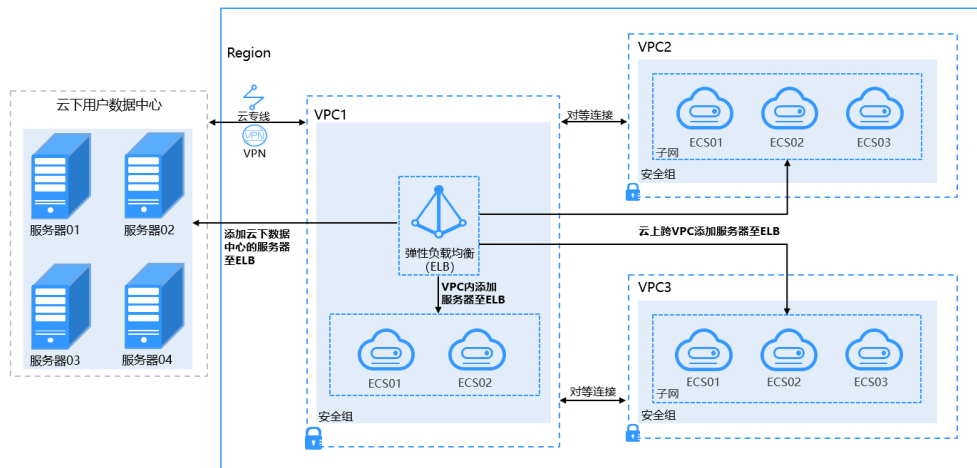 Region
云下用户数据中心
服务器01
服务器02
服务器03
服务器04
云专线
VPN
VPN
添加云下数据
中心的服务器
至ELB
VPC1
弹性负载均衡
(ELB)
VPC内添加
服务器至ELB
ECS01
ECS02
安全组
对等连接
云上跨VPC添加服务器至ELB
对等连接
VPC2
ECS01
ECS02
ECS03
子网
安全组
VPC3
ECS01
ECS02
ECS03
子网
安全组